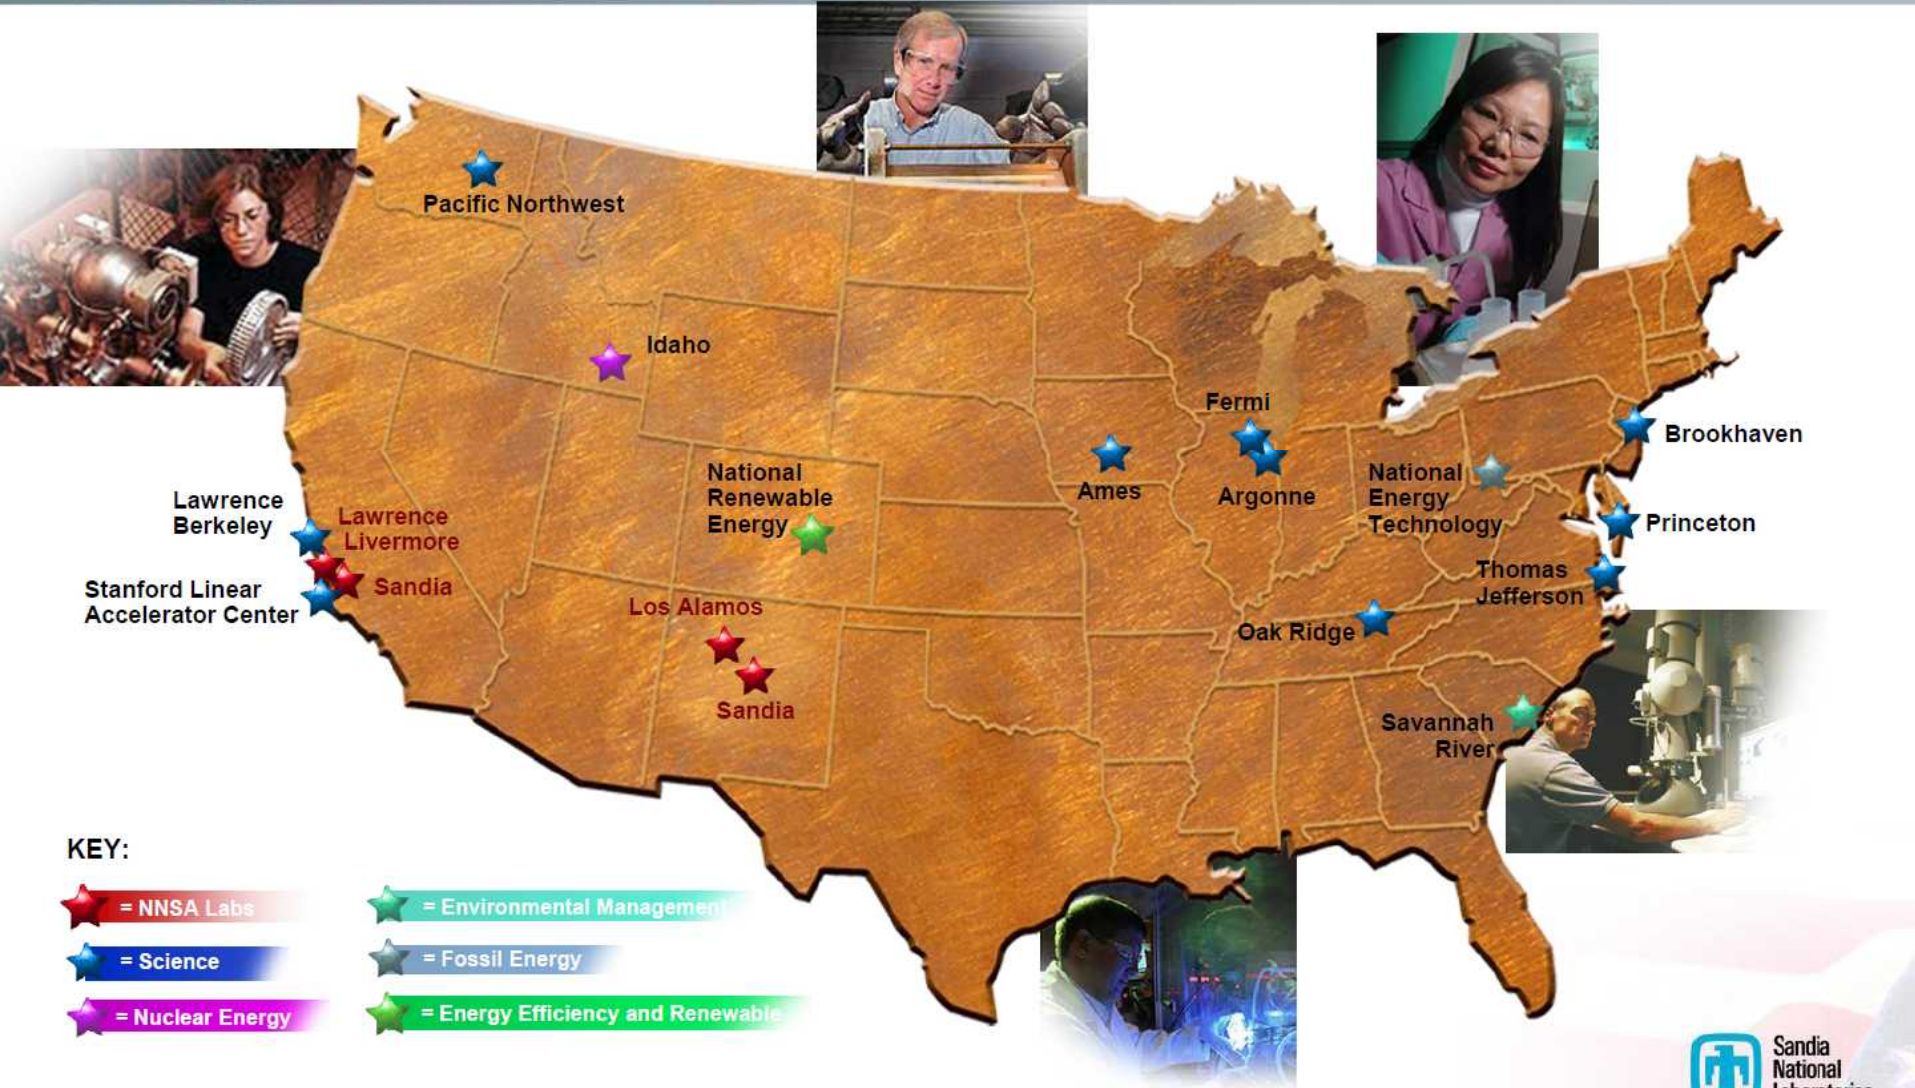 Pacific Northwest
Idaho
Fermi
Brookhaven
National
Renewable
Energy
Ames
Argonne
National
Energy
Technology
Lawrence
Berkeley
Lawrence
Livermore
Princeton
Stanford Linear
Accelerator Center
Sandia
Thomas
Jefferson
Los Alamos
Oak Ridge
Sandia
Savannah
River
KEY:
= NNSA Labs
= Environmental Management
= Science
= Fossil Energy
= Nuclear Energy
= Energy Efficiency and Renewable
Sandia
National